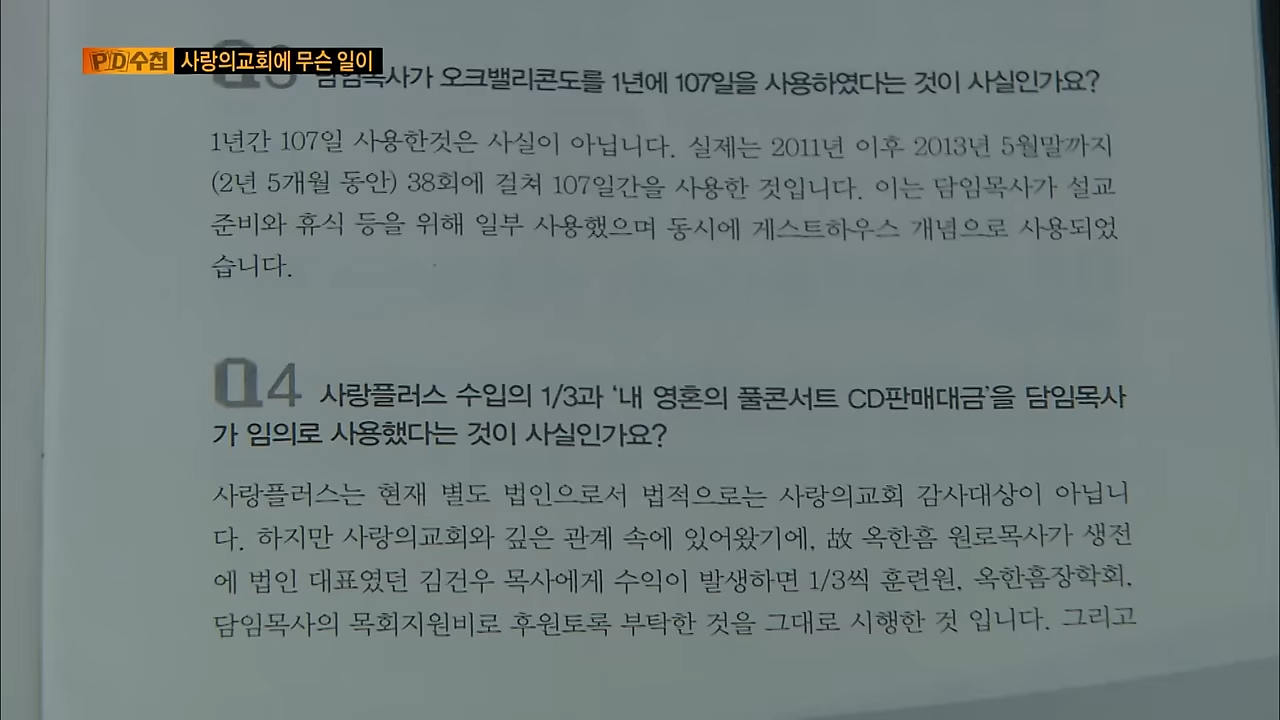 PD수첩 사랑의교회에 무슨 일이
Q3 담임목사가 오크밸리콘도를 1년에 107일을 사용하였다는 것이 사실인가요?
1년간 107일 사용한것은 사실이 아닙니다. 실제는 2011년 이후 2013년 5월말까지
(2년 5개월 동안) 38회에 걸쳐 107일간을 사용한 것입니다. 이는 담임목사가 설교
준비와 휴식 등을 위해 일부 사용했으며 동시에 게스트하우스 개념으로 사용되었
습니다.
Q4 사랑플러스 수입의 1/3과 '내 영혼의 풀콘서트 CD판매대금'을 담임목사
가 임의로 사용했다는 것이 사실인가요?
사랑플러스는 현재 별도 법인으로서 법적으로는 사랑의교회 감사대상이 아닙니
다. 하지만 사랑의교회와 깊은 관계 속에 있어왔기에, 故 옥한흠 원로목사가 생전
에 법인 대표였던 김건우 목사에게 수익이 발생하면 1/3씩 훈련원, 옥한흠장학회,
담임목사의 목회지원비로 후원토록 부탁한 것을 그대로 시행한 것 입니다. 그리고